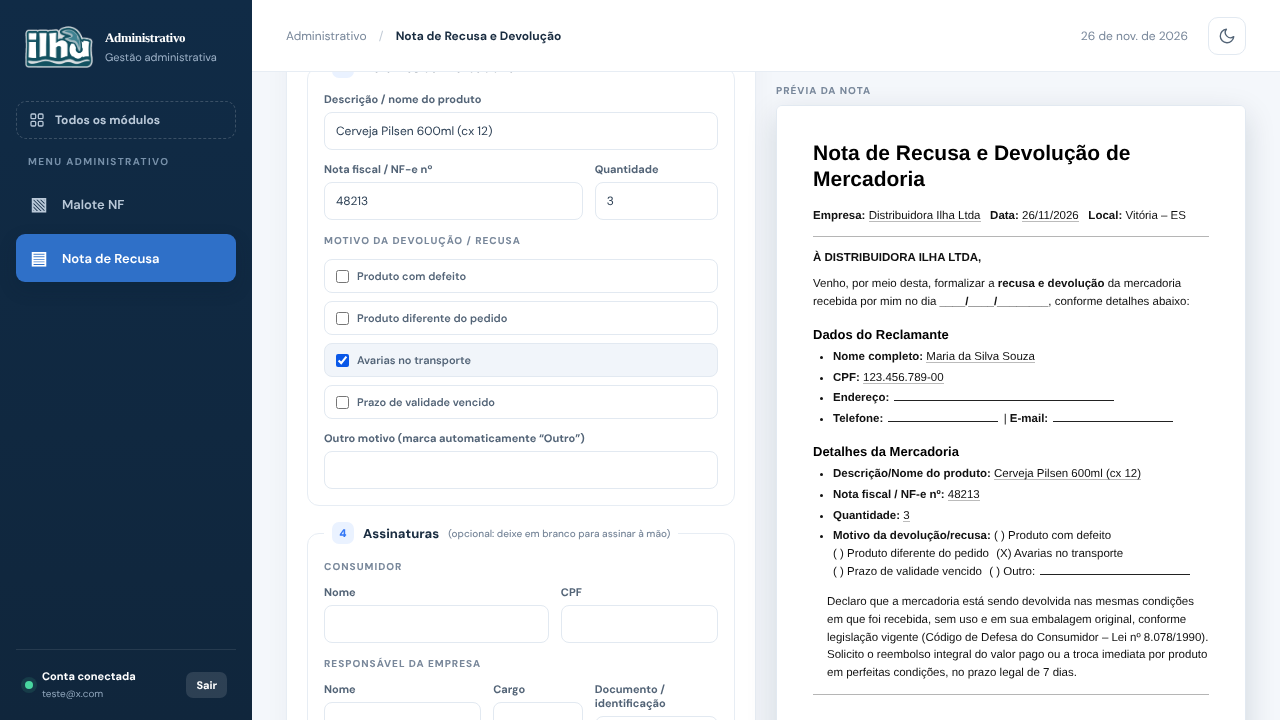 ilhu
Administrativo
Gestão administrativa
Todos os módulos
MENU ADMINISTRATIVO
Malote NF
Nota de Recusa
Conta conectada
teste@x.com
Sair
Administrativo / Nota de Recusa e Devolução
26 de nov. de 2026
Descrição / nome do produto
Cerveja Pilsen 600ml (cx 12)
Nota fiscal / NF-e nº Quantidade
48213 3
MOTIVO DA DEVOLUÇÃO / RECUSA
Produto com defeito
Produto diferente do pedido
Avarias no transporte
Prazo de validade vencido
Outro motivo (marca automaticamente “Outro”)
4 Assinaturas (opcional: deixe em branco para assinar à mão)
CONSUMIDOR
Nome CPF
RESPONSÁVEL DA EMPRESA
Nome Cargo Documento /
identificação
PRÉVIA DA NOTA
Nota de Recusa e Devolução de
Mercadoria
Empresa: Distribuidora Ilha Ltda Data: 26/11/2026 Local: Vitória – ES
À DISTRIBUIDORA ILHA LTDA,
Venho, por meio desta, formalizar a recusa e devolução da mercadoria
recebida por mim no dia ____/____/________, conforme detalhes abaixo:
Dados do Reclamante
• Nome completo: Maria da Silva Souza
• CPF: 123.456.789-00
• Endereço:
• Telefone: | E-mail:
Detalhes da Mercadoria
• Descrição/Nome do produto: Cerveja Pilsen 600ml (cx 12)
• Nota fiscal / NF-e nº: 48213
• Quantidade: 3
• Motivo da devolução/recusa: ( ) Produto com defeito
( ) Produto diferente do pedido (X) Avarias no transporte
( ) Prazo de validade vencido ( ) Outro:
Declaro que a mercadoria está sendo devolvida nas mesmas condições
em que foi recebida, sem uso e em sua embalagem original, conforme
legislação vigente (Código de Defesa do Consumidor – Lei nº 8.078/1990).
Solicito o reembolso integral do valor pago ou a troca imediata por produto
em perfeitas condições, no prazo legal de 7 dias.